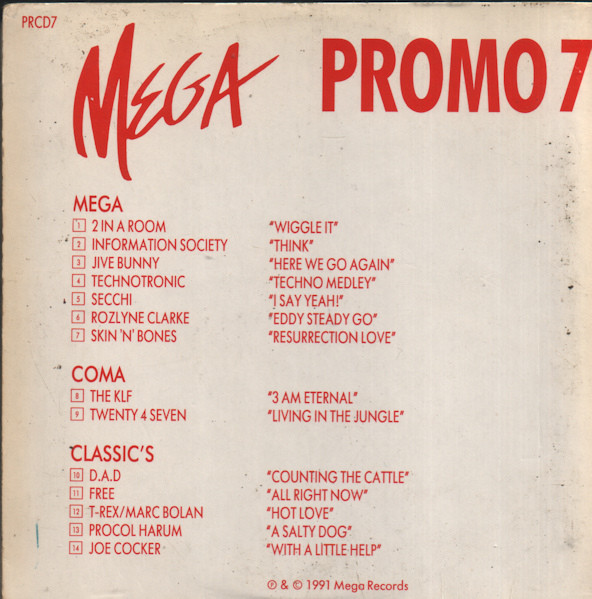 PRCD7
MEGA PROMO 7
MEGA
1 2 IN A ROOM "WIGGLE IT"
2 INFORMATION SOCIETY "THINK"
3 JIVE BUNNY "HERE WE GO AGAIN"
4 TECHNOTRONIC "TECHNO MEDLEY"
5 SECCHI "I SAY YEAH!"
6 ROZLYNE CLARKE "EDDY STEADY GO"
7 SKIN 'N' BONES "RESURRECTION LOVE"
COMA
8 THE KLF "3 AM ETERNAL"
9 TWENTY 4 SEVEN "LIVING IN THE JUNGLE"
CLASSIC'S
10 D.A.D "COUNTING THE CATTLE"
11 FREE "ALL RIGHT NOW"
12 T-REX/MARC BOLAN "HOT LOVE"
13 PROCOL HARUM "A SALTY DOG"
14 JOE COCKER "WITH A LITTLE HELP"
℗ & © 1991 Mega Records